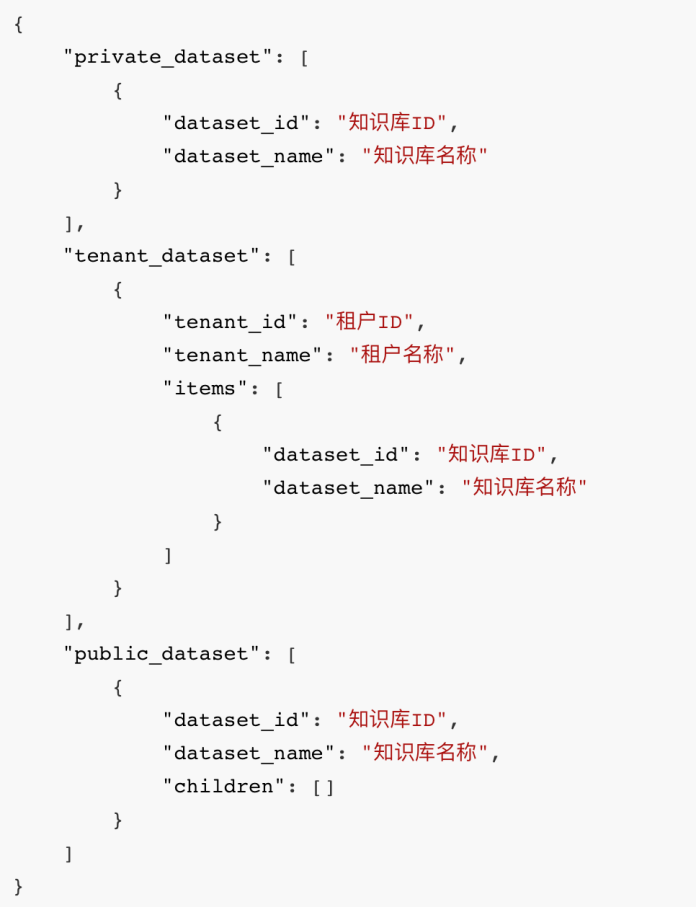 {
    "private_dataset": [
        {
            "dataset_id": "知识库ID",
            "dataset_name": "知识库名称"
        }
    ],
    "tenant_dataset": [
        {
            "tenant_id": "租户ID",
            "tenant_name": "租户名称",
            "items": [
                {
                    "dataset_id": "知识库ID",
                    "dataset_name": "知识库名称"
                }
            ]
        }
    ],
    "public_dataset": [
        {
            "dataset_id": "知识库ID",
            "dataset_name": "知识库名称",
            "children": []
        }
    ]
}